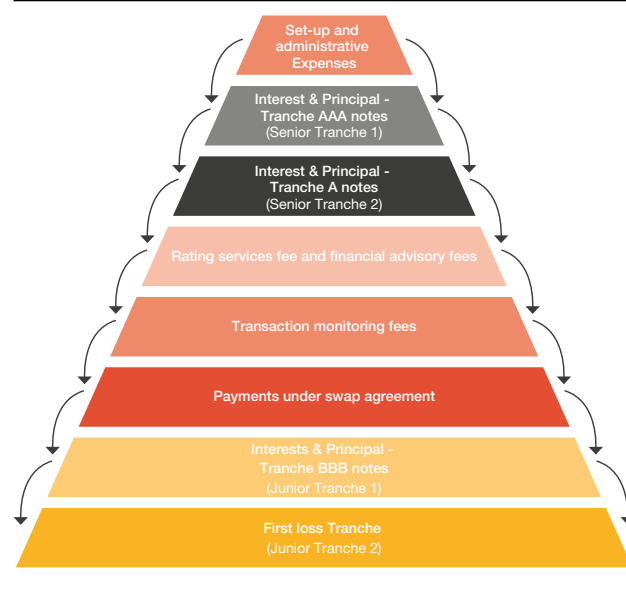 Set-up and
administrative
Expenses
Interest & Principal -
Tranche AAA notes
(Senior Tranche 1)
Interest & Principal -
Tranche A notes
(Senior Tranche 2)
Rating services fee and financial advisory fees
Transaction monitoring fees
Payments under swap agreement
Interests & Principal -
Tranche BBB notes
(Junior Tranche 1)
First loss Tranche
(Junior Tranche 2)